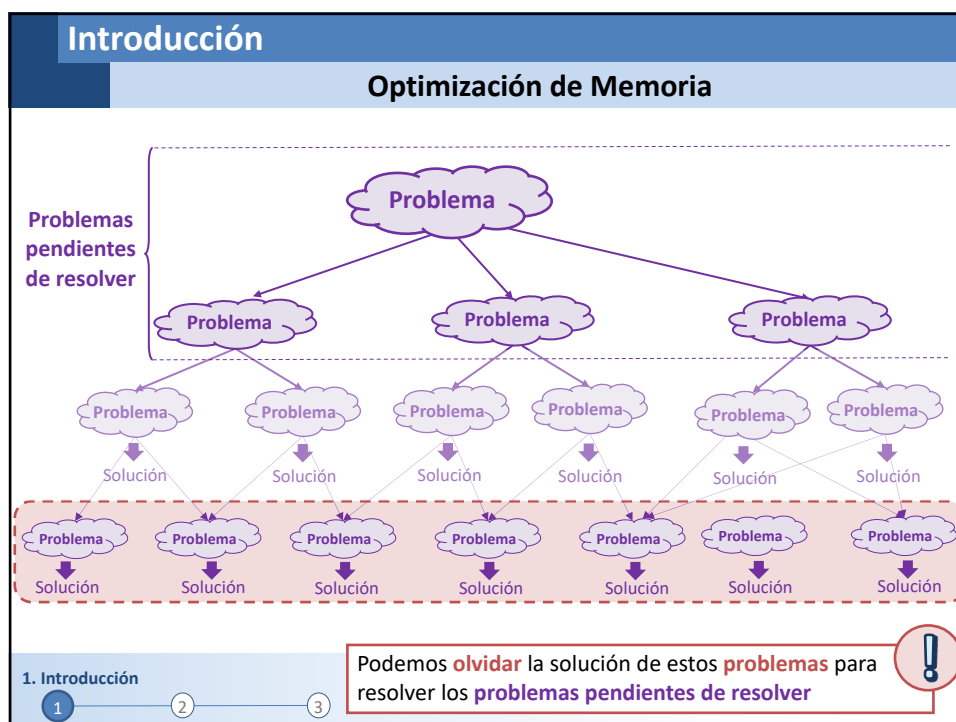 Introducción
Optimización de Memoria
Problemas
pendientes
de resolver
Problema
Problema
Problema
Problema
Problema
Problema
Problema
Problema
Problema
Problema
Solución
Solución
Solución
Solución
Solución
Solución
Problema
Problema
Problema
Problema
Problema
Problema
Problema
Solución
Solución
Solución
Solución
Solución
Solución
Solución
1. Introducción
1
2
3
Podemos olvidar la solución de estos problemas para
resolver los problemas pendientes de resolver
!